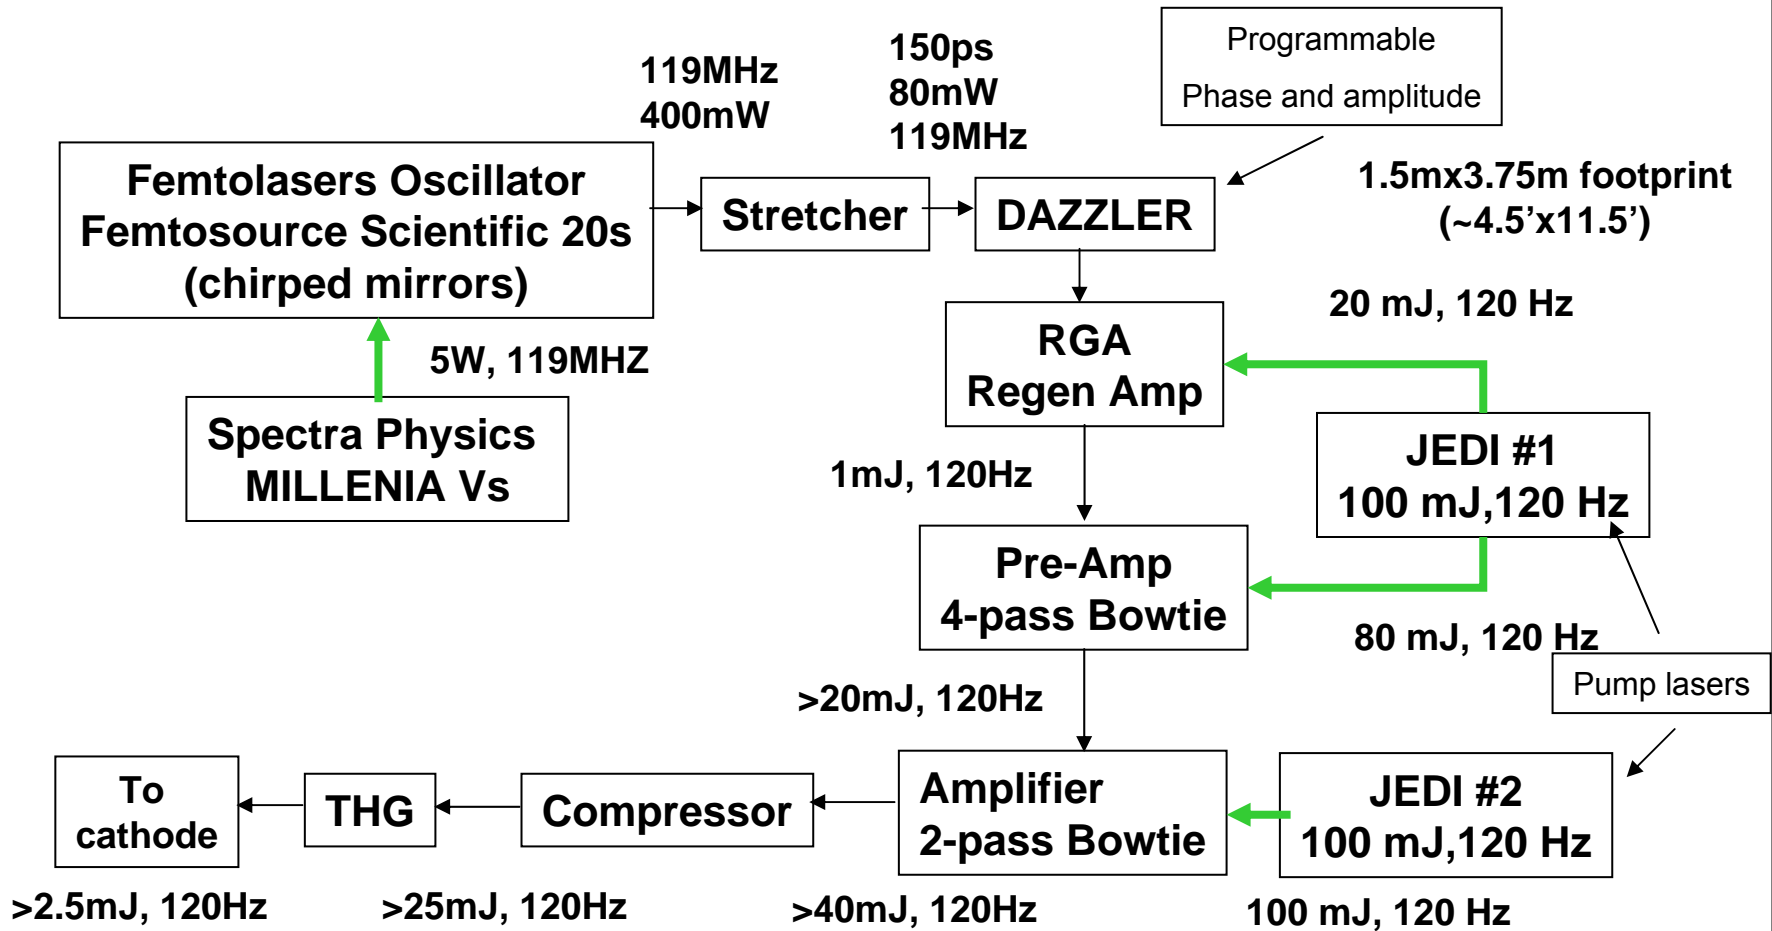 119MHz
400mW
150ps
80mW
119MHz
Programmable
Phase and amplitude
Femtolasers Oscillator
Femtosource Scientific 20s
(chirped mirrors)
Stretcher
DAZZLER
1.5mx3.75m footprint
(~4.5’x11.5’)
5W, 119MHZ
Spectra Physics
MILLENIA Vs
RGA
Regen Amp
20 mJ, 120 Hz
JEDI #1
100 mJ,120 Hz
1mJ, 120Hz
Pre-Amp
4-pass Bowtie
80 mJ, 120 Hz
Pump lasers
>20mJ, 120Hz
To
cathode
THG
Compressor
Amplifier
2-pass Bowtie
JEDI #2
100 mJ,120 Hz
>2.5mJ, 120Hz
>25mJ, 120Hz
>40mJ, 120Hz
100 mJ, 120 Hz